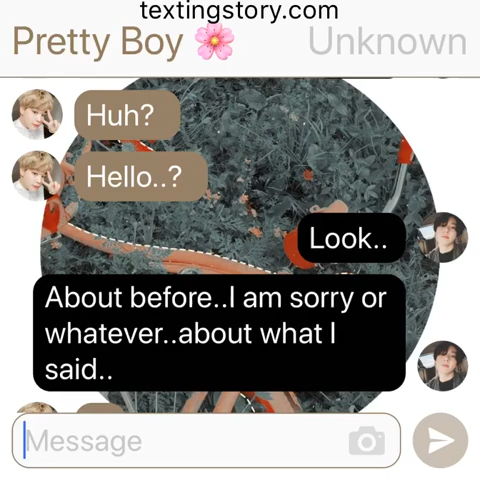 textingstory.com
Pretty Boy 🌸 Unknown
Huh?
Hello..?
Look..
About before..I am sorry or
whatever..about what I
said..
Message